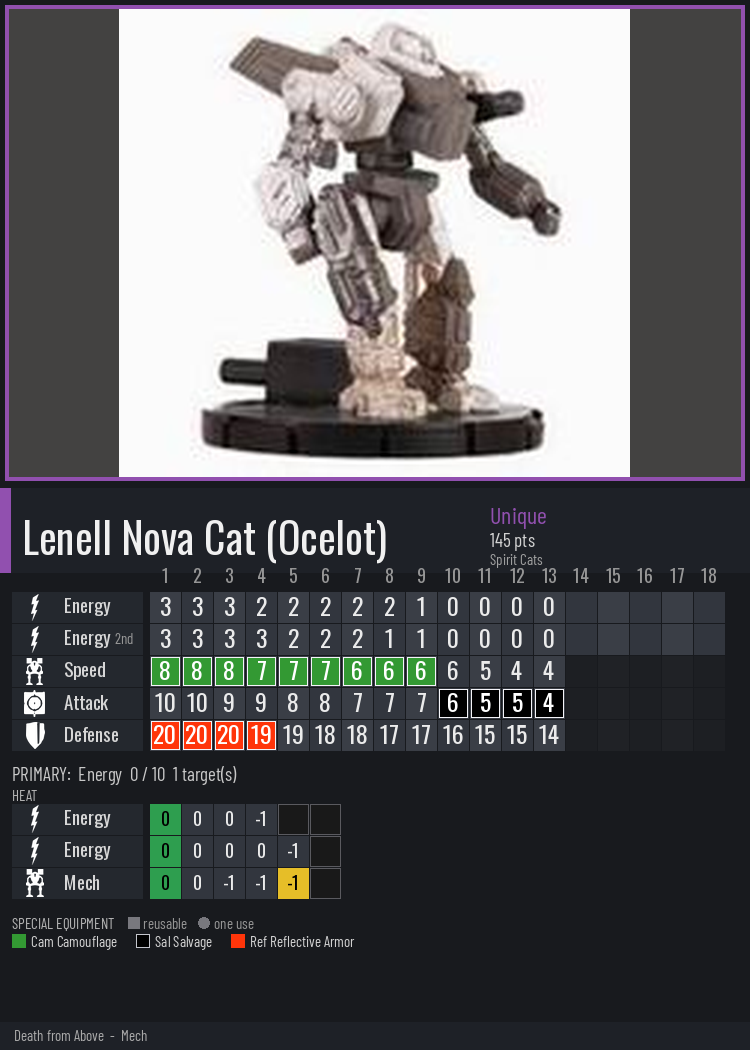 Lenell Nova Cat (Ocelot)
Unique
145 pts
Spirit Cats
1 2 3 4 5 6 7 8 9 10 11 12 13 14 15 16 17 18
Energy 3 3 3 2 2 2 2 2 1 0 0 0 0
Energy 2nd 3 3 3 3 2 2 2 1 1 0 0 0 0
Speed 8 8 8 7 7 7 6 6 6 6 5 4 4
Attack 10 10 9 9 8 8 7 7 7 6 5 5 4
Defense 20 20 20 19 19 18 18 17 17 16 15 15 14
PRIMARY: Energy 0 / 10 1 target(s)
HEAT
Energy 0 0 0 -1
Energy 0 0 0 0 -1
Mech 0 0 -1 -1 -1
SPECIAL EQUIPMENT reusable one use
Cam Camouflage Sal Salvage Ref Reflective Armor
Death from Above - Mech